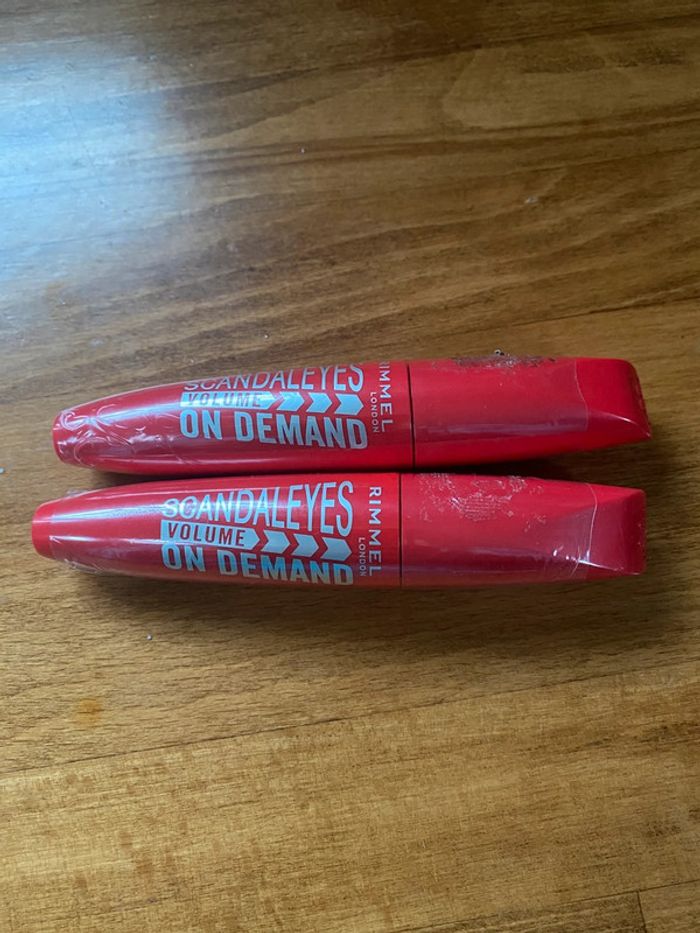 SCANDALEYES
VOLUME
ON DEMAND
RIMMEL
LONDON
SCANDALEYES
VOLUME
ON DEMAND
RIMMEL
LONDON